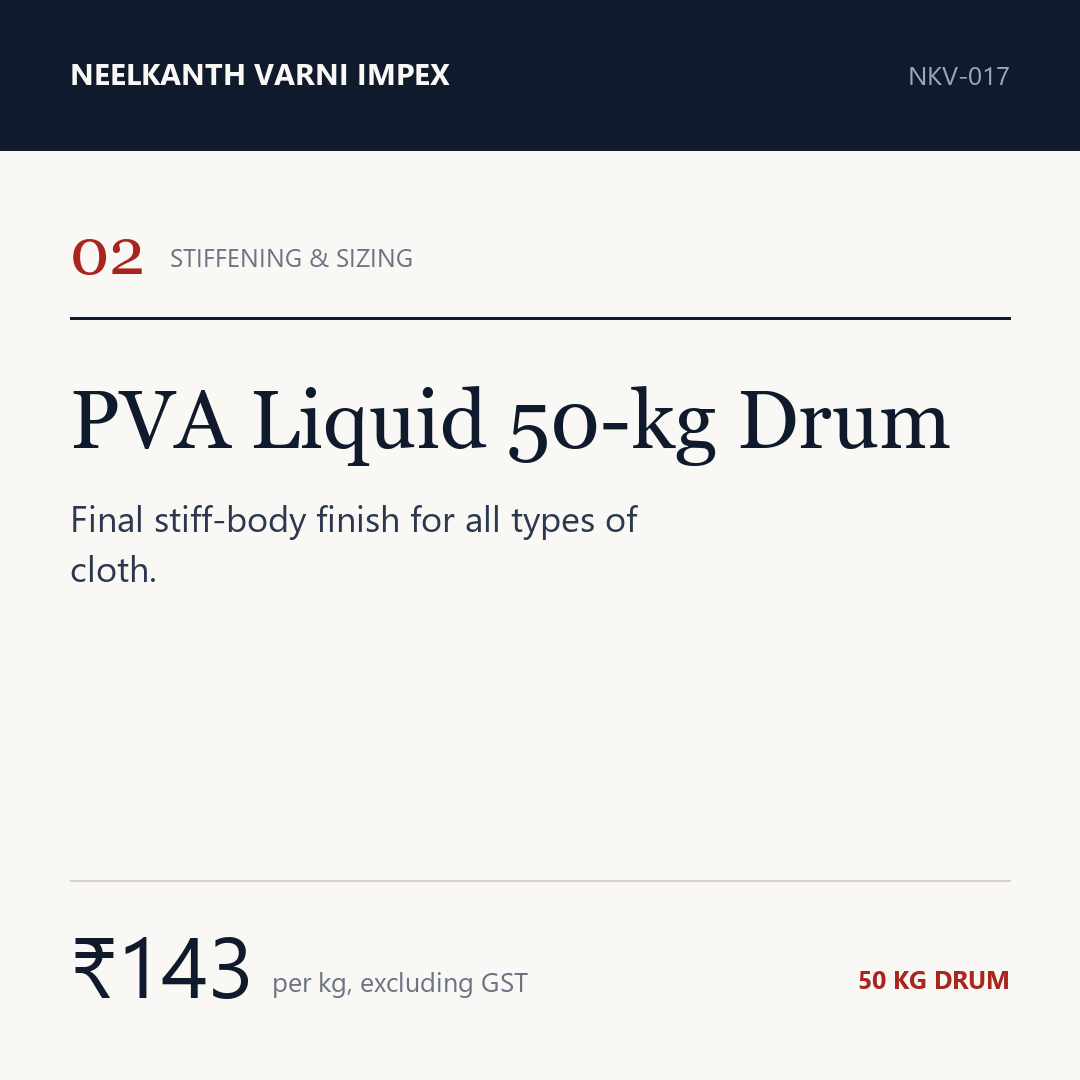 NEELKANTH VARNI IMPEX
NKV-017
02 STIFFENING & SIZING
PVA Liquid 50-kg Drum
Final stiff-body finish for all types of
cloth.
₹143 per kg, excluding GST
50 KG DRUM